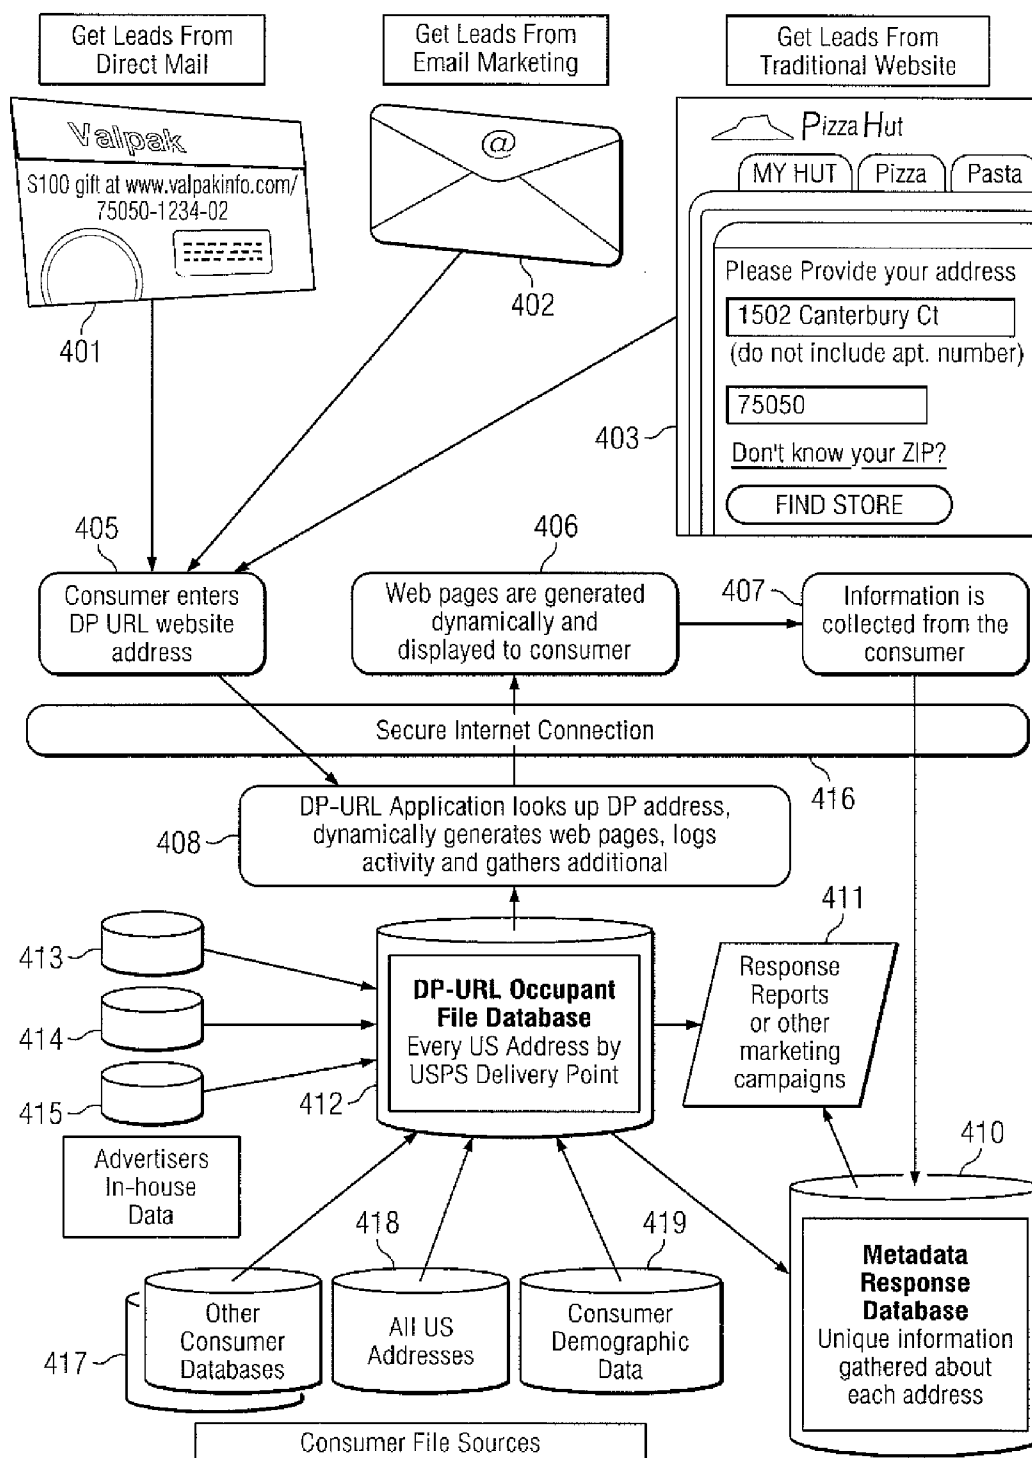 Get Leads From
Direct Mail
Get Leads From
Email Marketing
Get Leads From
Traditional Website
Valpak
$100 gift at www.valpakinfo.com/
75050-1234-02
401
@
402
Pizza Hut
MY HUT
Pizza
Pasta
Please Provide your address
1502 Canterbury Ct
(do not include apt. number)
75050
403
Don't know your ZIP?
FIND STORE
405
Consumer enters
DP URL website
address
406
Web pages are generated
dynamically and
displayed to consumer
407
Information is
collected from the
consumer
Secure Internet Connection
416
408
DP-URL Application looks up DP address,
dynamically generates web pages, logs
activity and gathers additional
413
414
415
Advertisers
In-house
Data
DP-URL Occupant
File Database
Every US Address by
USPS Delivery Point
412
411
Response
Reports
or other
marketing
campaigns
410
Metadata
Response
Database
Unique information
gathered about
each address
417
Other
Consumer
Databases
418
All US
Addresses
419
Consumer
Demographic
Data
Consumer File Sources